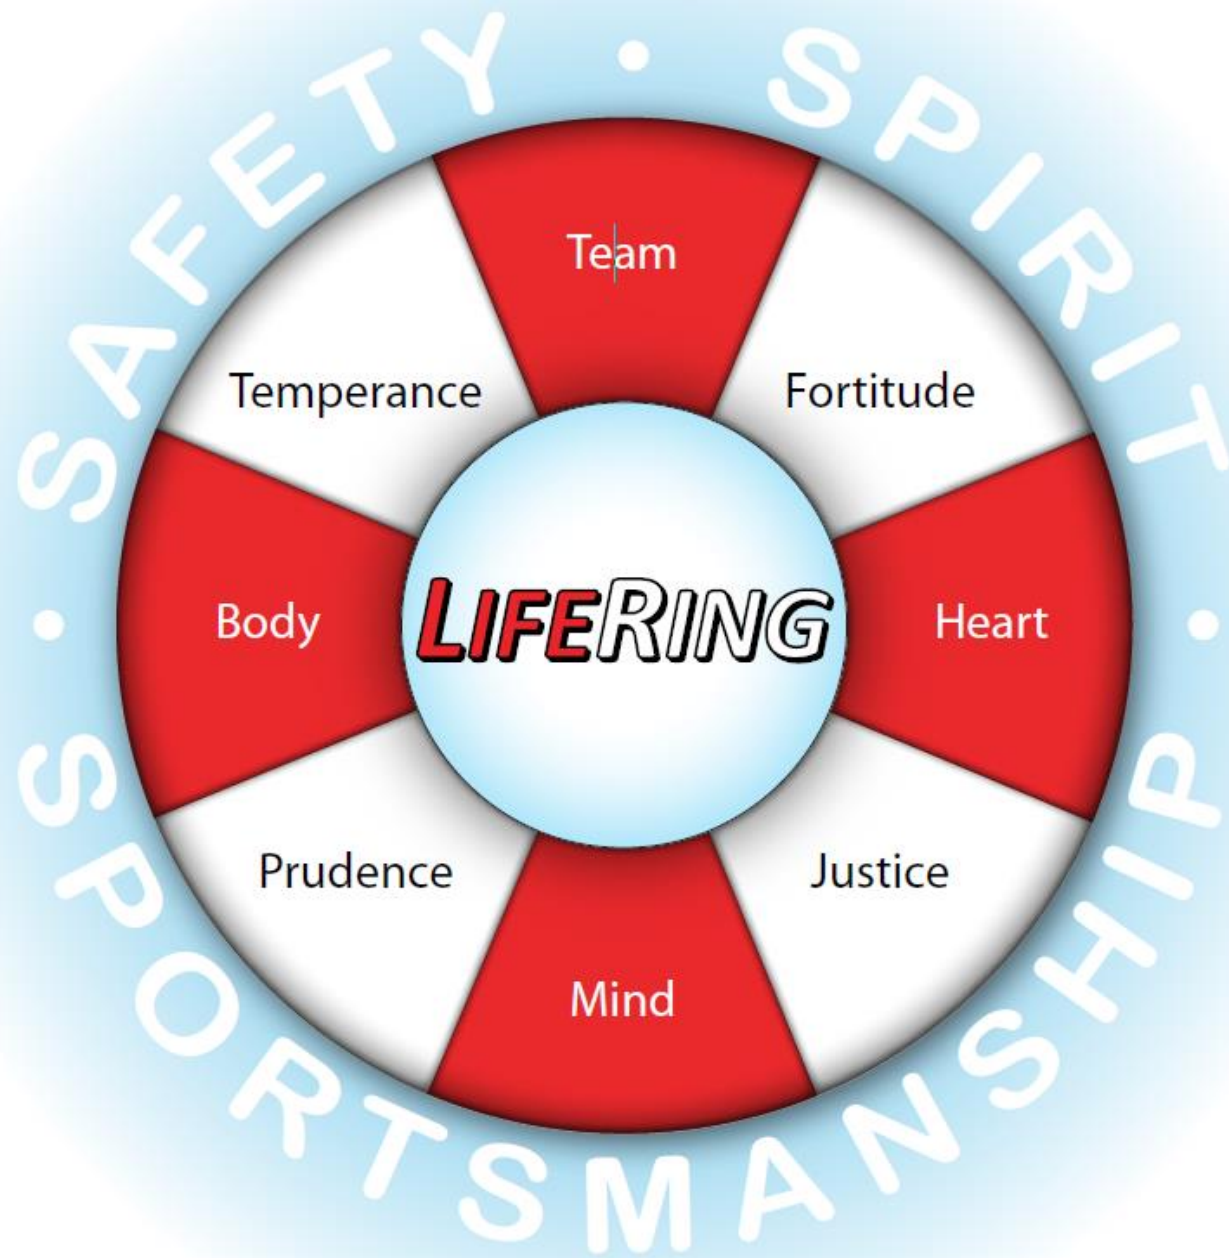 SAFETY • SPIRIT • SPORTSMANSHIP •
Team
Temperance
Fortitude
Body
LIFERING
Heart
Prudence
Justice
Mind